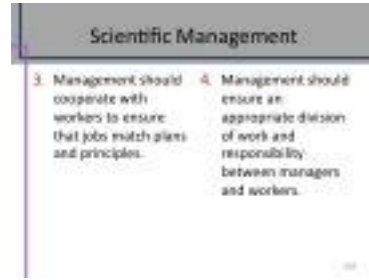 Scientific Management
3. Management should
cooperate with
workers to ensure
that jobs match plans
and principles.
4. Management should
ensure an
appropriate division
of work and
responsibility
between managers
and workers.